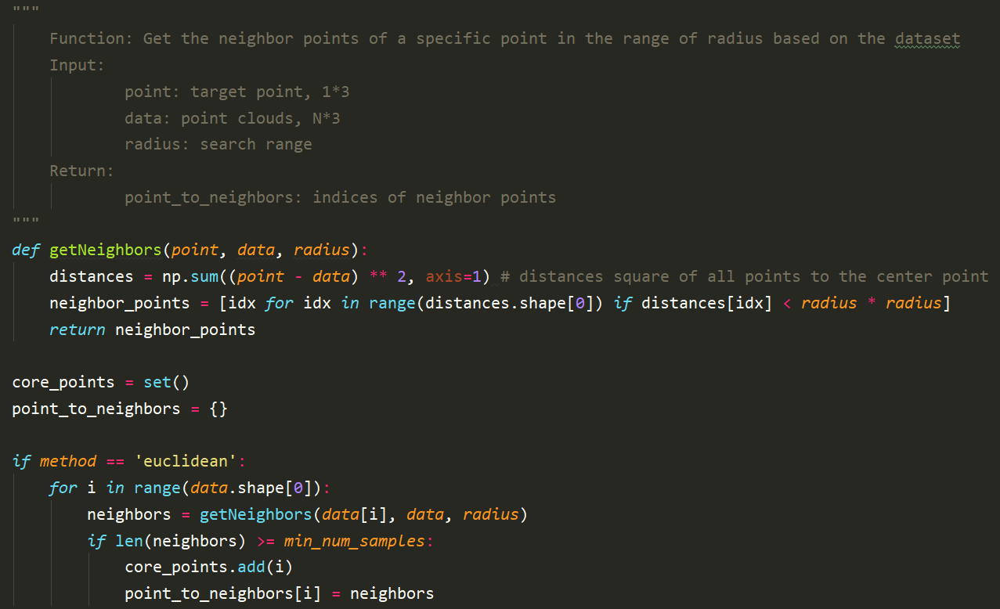 """
    Function: Get the neighbor points of a specific point in the range of radius based on the dataset
    Input:
            point: target point, 1*3
            data: point clouds, N*3
            radius: search range
    Return:
            point_to_neighbors: indices of neighbor points
"""
def getNeighbors(point, data, radius):
    distances = np.sum((point - data) ** 2, axis=1) # distances square of all points to the center point
    neighbor_points = [idx for idx in range(distances.shape[0]) if distances[idx] < radius * radius]
    return neighbor_points

core_points = set()
point_to_neighbors = {}

if method == 'euclidean':
    for i in range(data.shape[0]):
        neighbors = getNeighbors(data[i], data, radius)
        if len(neighbors) >= min_num_samples:
            core_points.add(i)
            point_to_neighbors[i] = neighbors